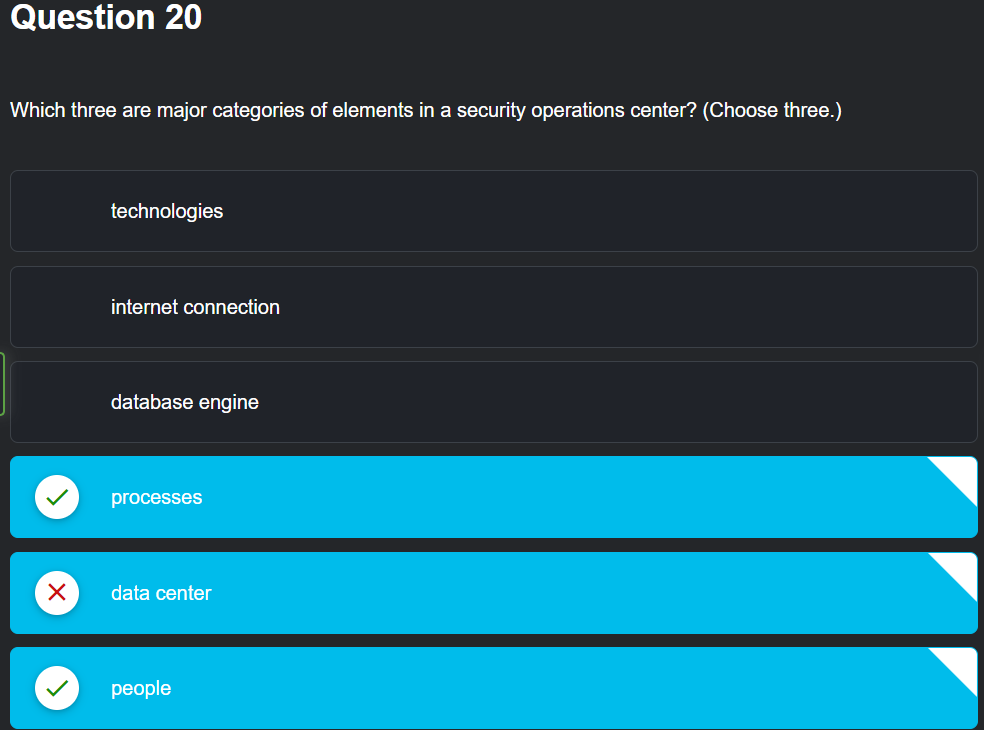 Question 20
Which three are major categories of elements in a security operations center? (Choose three.)
technologies
internet connection
database engine
processes
data center
people